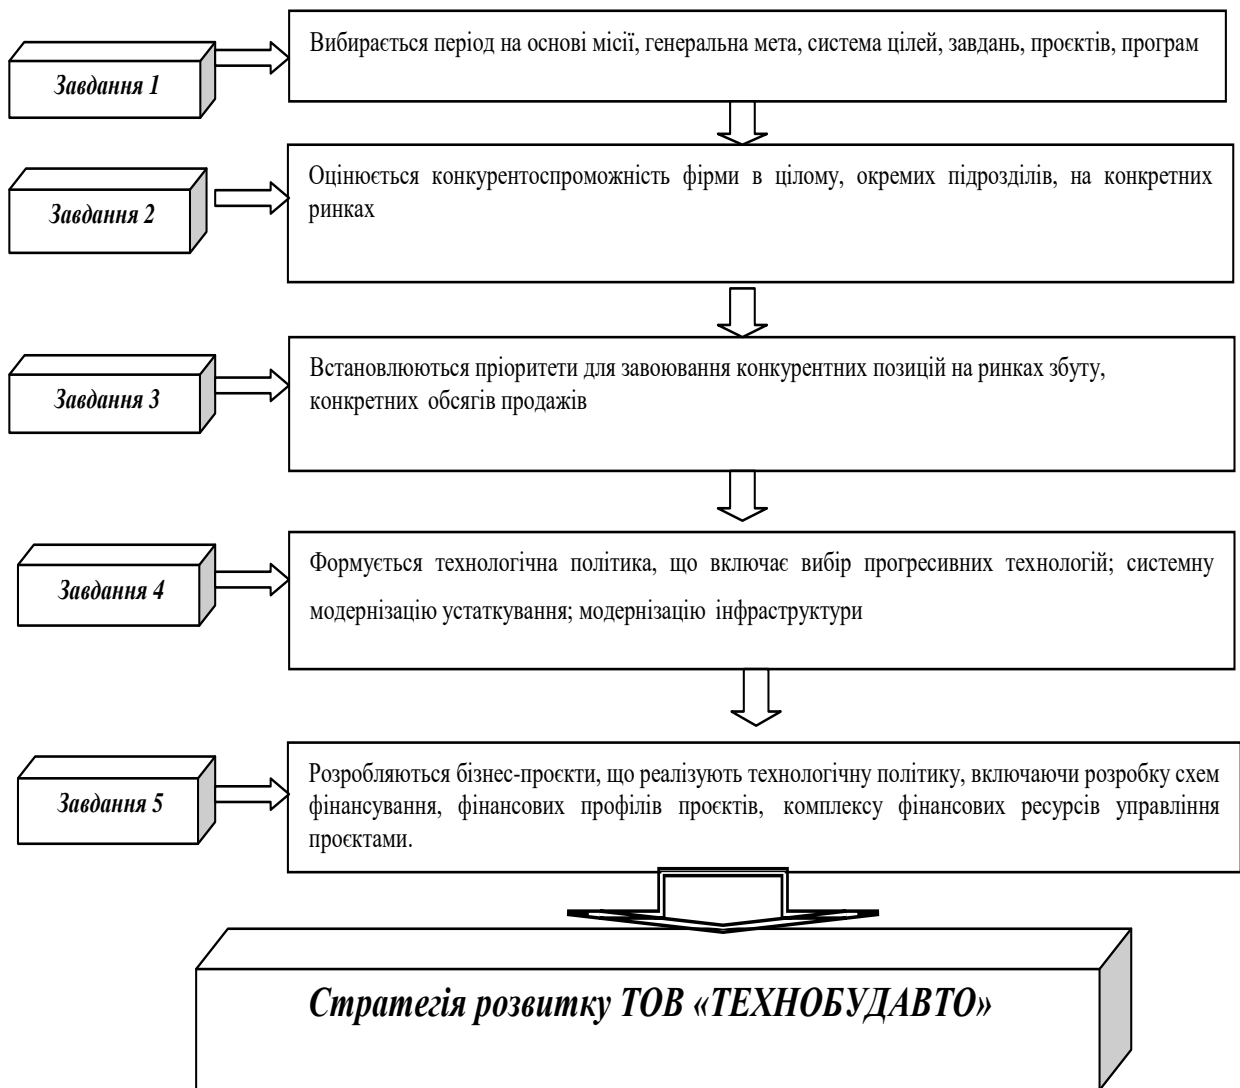 Вибирається період на основі місії, генеральна мета, система цілей, завдань, проєктів, програм
Завдання 1
Оцінюється конкурентоспроможність фірми в цілому, окремих підрозділів, на конкретних
ринках
Завдання 2
Встановлюються пріоритети для завоювання конкурентних позицій на ринках збуту,
конкретних обсягів продажів
Завдання 3
Формується технологічна політика, що включає вибір прогресивних технологій; системну
модернізацію устаткування; модернізацію інфраструктури
Завдання 4
Розробляються бізнес-проєкти, що реалізують технологічну політику, включаючи розробку схем
фінансування, фінансових профілів проєктів, комплексу фінансових ресурсів управління
проєктами.
Завдання 5
Стратегія розвитку ТОВ «ТЕХНОБУДАВТО»